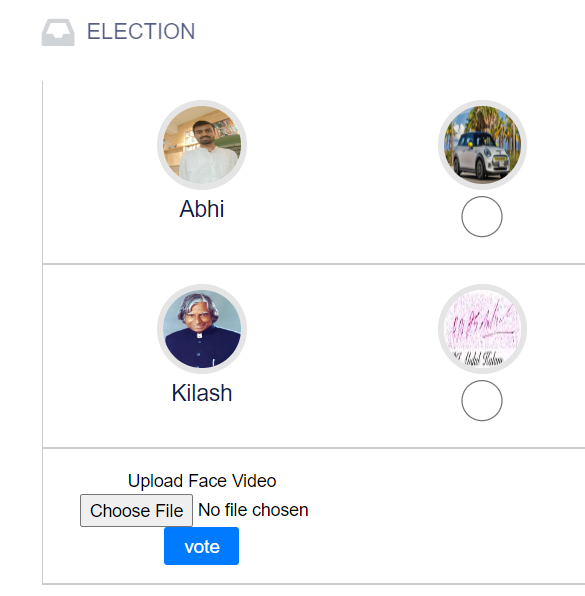 ELECTION
Abhi
Kilash
Upload Face Video
Choose File No file chosen
vote